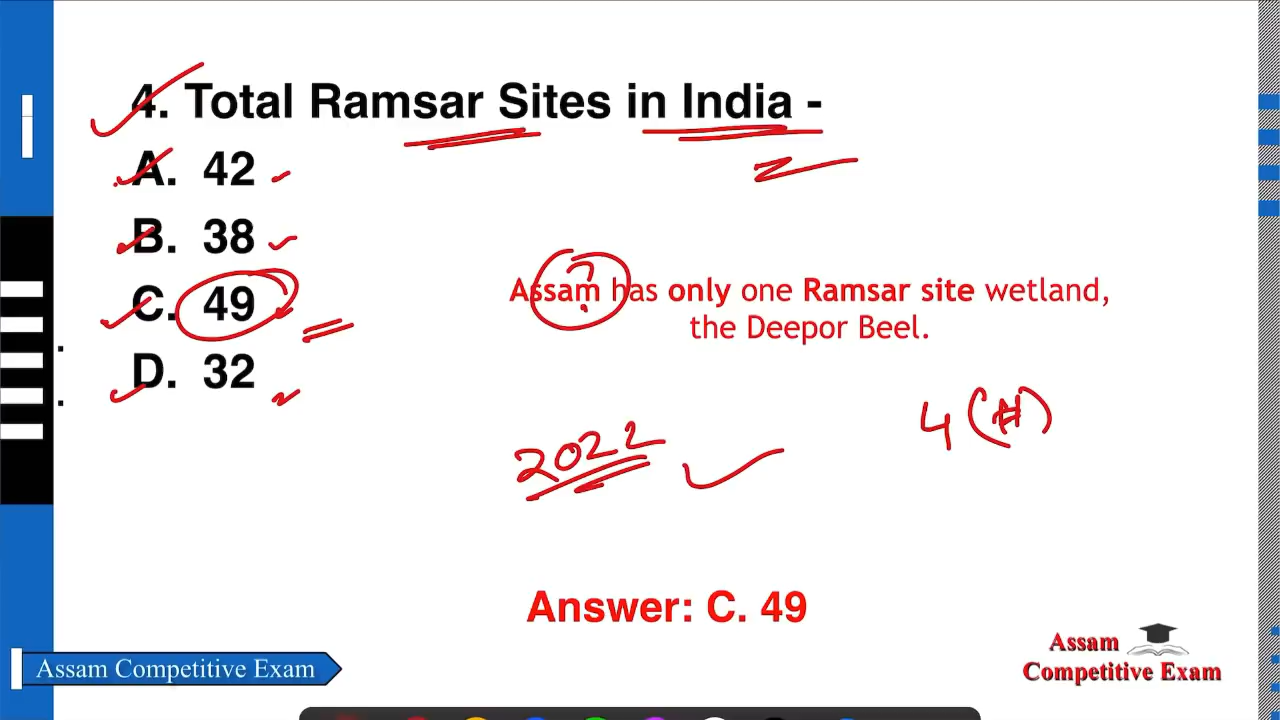 4. Total Ramsar Sites in India -
A. 42
B. 38
C. 49
D. 32
?
Assam has only one Ramsar site wetland,
the Deepor Beel.
2022
Answer: C. 49
Assam Competitive Exam
Assam
Competitive Exam